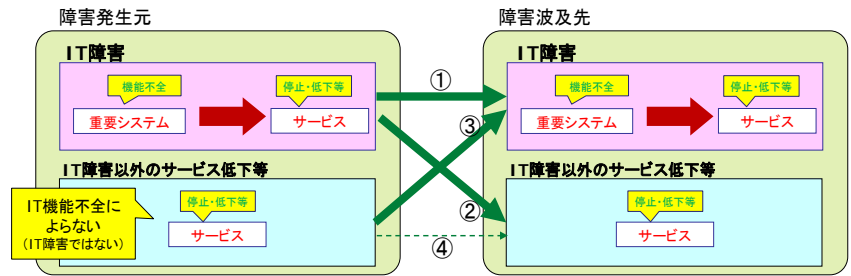 障害発生元
障害波及先
IT障害
機能不全
停止・低下等
重要システム
サービス
①
③
②
④
IT障害
機能不全
停止・低下等
重要システム
サービス
IT障害以外のサービス低下等
停止・低下等
サービス
IT機能不全に
よらない
（IT障害ではない）
IT障害以外のサービス低下等
停止・低下等
サービス